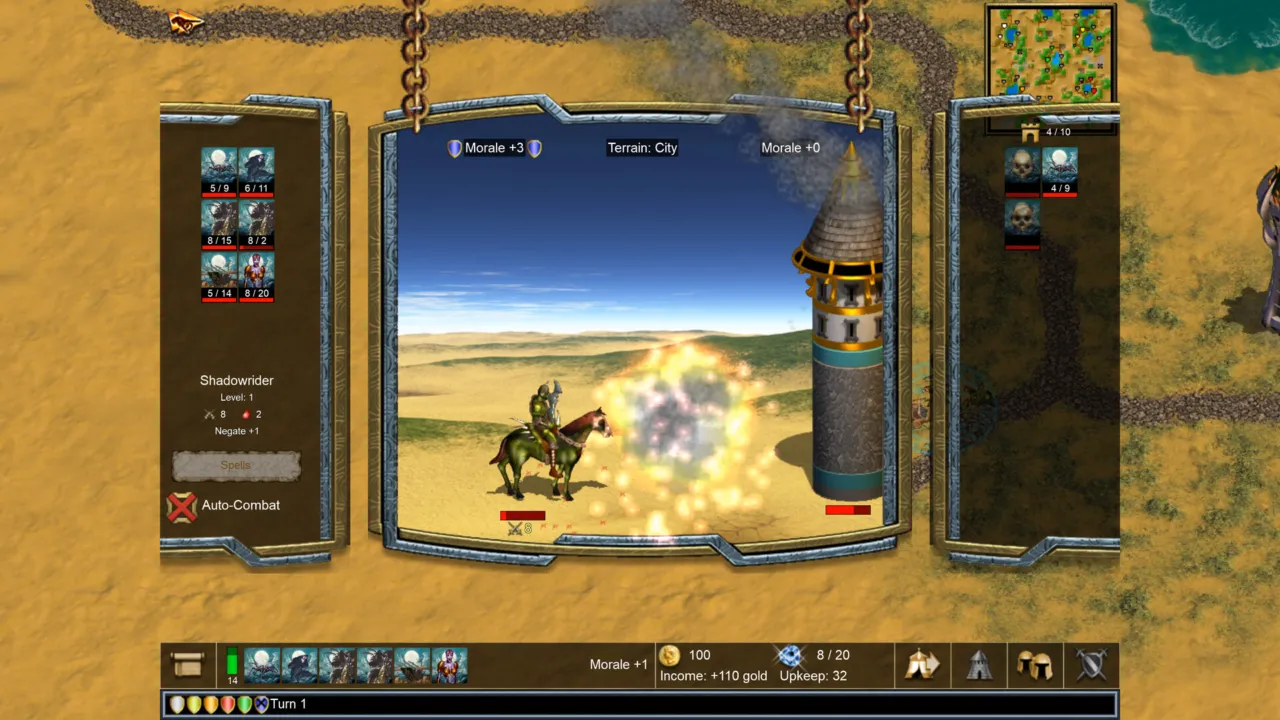 Morale +3
Terrain: City
Morale +0
4 / 10
5 / 9
6 / 11
4 / 9
8 / 15
8 / 2
5 / 14
8 / 20
Shadowrider
Level: 1
8
2
Negate +1
Spells
Auto-Combat
8
14
Morale +1
100
8 / 20
Income: +110 gold
Upkeep: 32
Turn 1